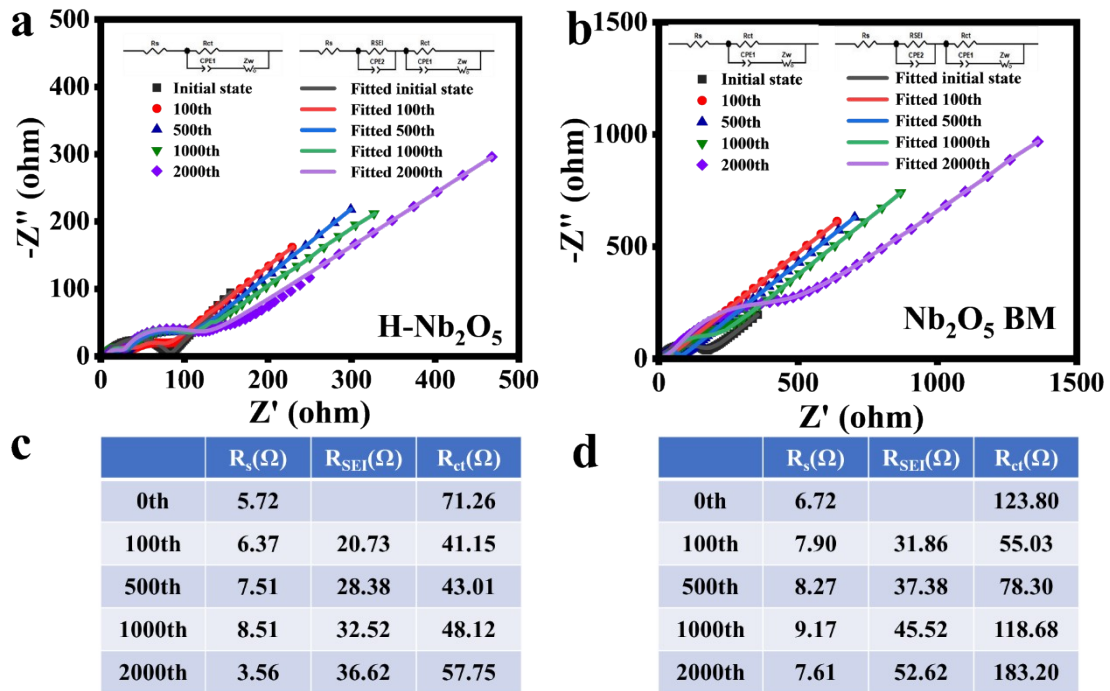 a
500
400
300
200
100
0
-Z" (ohm)
Rs Rct CPE1 Zw
Rs RSEI CPE2 Rct CPE1 Zw
Initial state
100th
500th
1000th
2000th
Fitted initial state
Fitted 100th
Fitted 500th
Fitted 1000th
Fitted 2000th
H-Nb₂O₅
0 100 200 300 400 500
Z' (ohm)
b
1500
1000
500
0
-Z" (ohm)
Rs Rct CPE1 Zw
Rs RSEI CPE2 Rct CPE1 Zw
Initial state
100th
500th
1000th
2000th
Fitted initial state
Fitted 100th
Fitted 500th
Fitted 1000th
Fitted 2000th
Nb₂O₅ BM
0 500 1000 1500
Z' (ohm)
c
Rₛ(Ω) R_SEI(Ω) R_ct(Ω)
0th 5.72 71.26
100th 6.37 20.73 41.15
500th 7.51 28.38 43.01
1000th 8.51 32.52 48.12
2000th 3.56 36.62 57.75
d
Rₛ(Ω) R_SEI(Ω) R_ct(Ω)
0th 6.72 123.80
100th 7.90 31.86 55.03
500th 8.27 37.38 78.30
1000th 9.17 45.52 118.68
2000th 7.61 52.62 183.20